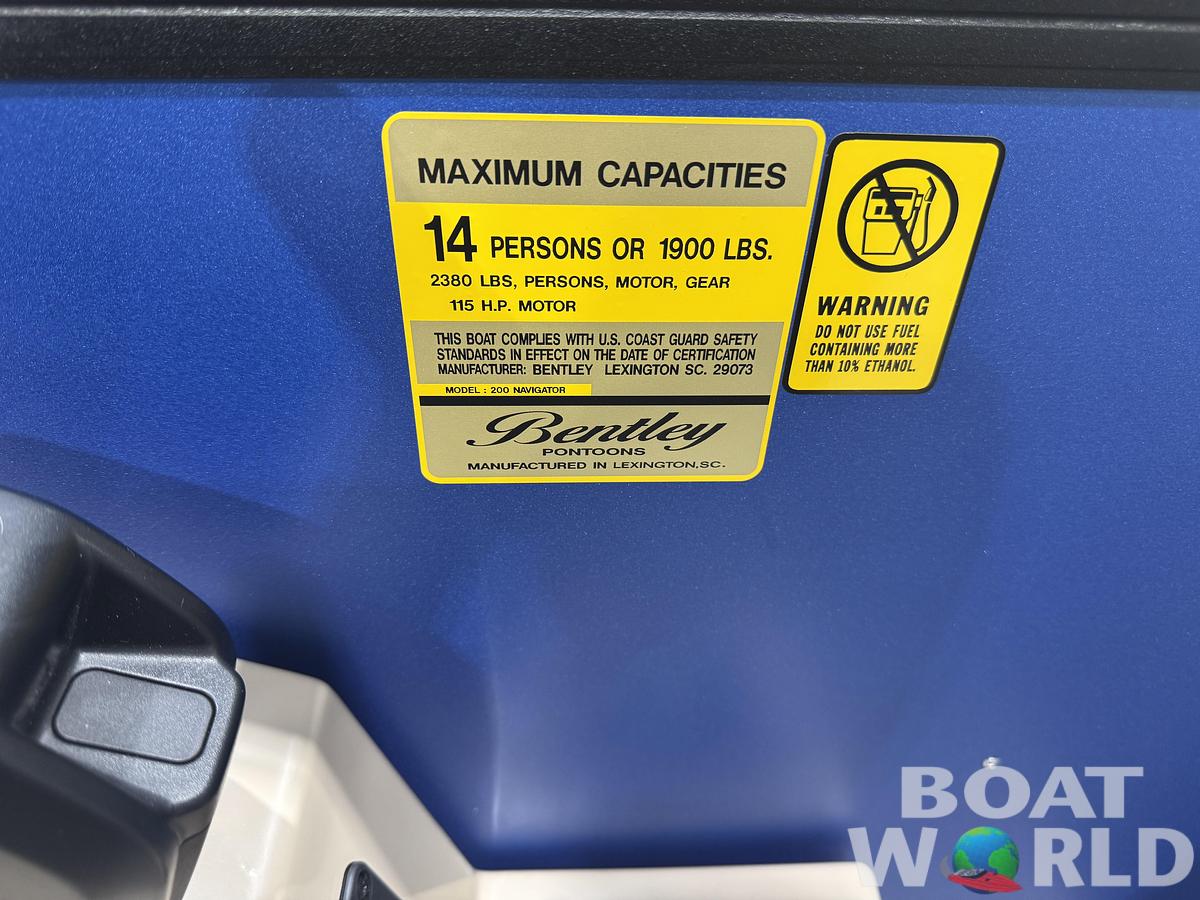 MAXIMUM CAPACITIES
14 PERSONS OR 1900 LBS.
2380 LBS, PERSONS, MOTOR, GEAR
115 H.P. MOTOR
THIS BOAT COMPLIES WITH U.S. COAST GUARD SAFETY
STANDARDS IN EFFECT ON THE DATE OF CERTIFICATION
MANUFACTURER: BENTLEY LEXINGTON SC. 29073
MODEL : 200 NAVIGATOR
Bentley
PONTOONS
MANUFACTURED IN LEXINGTON,SC.
WARNING
DO NOT USE FUEL
CONTAINING MORE
THAN 10% ETHANOL.
BOAT
WORLD